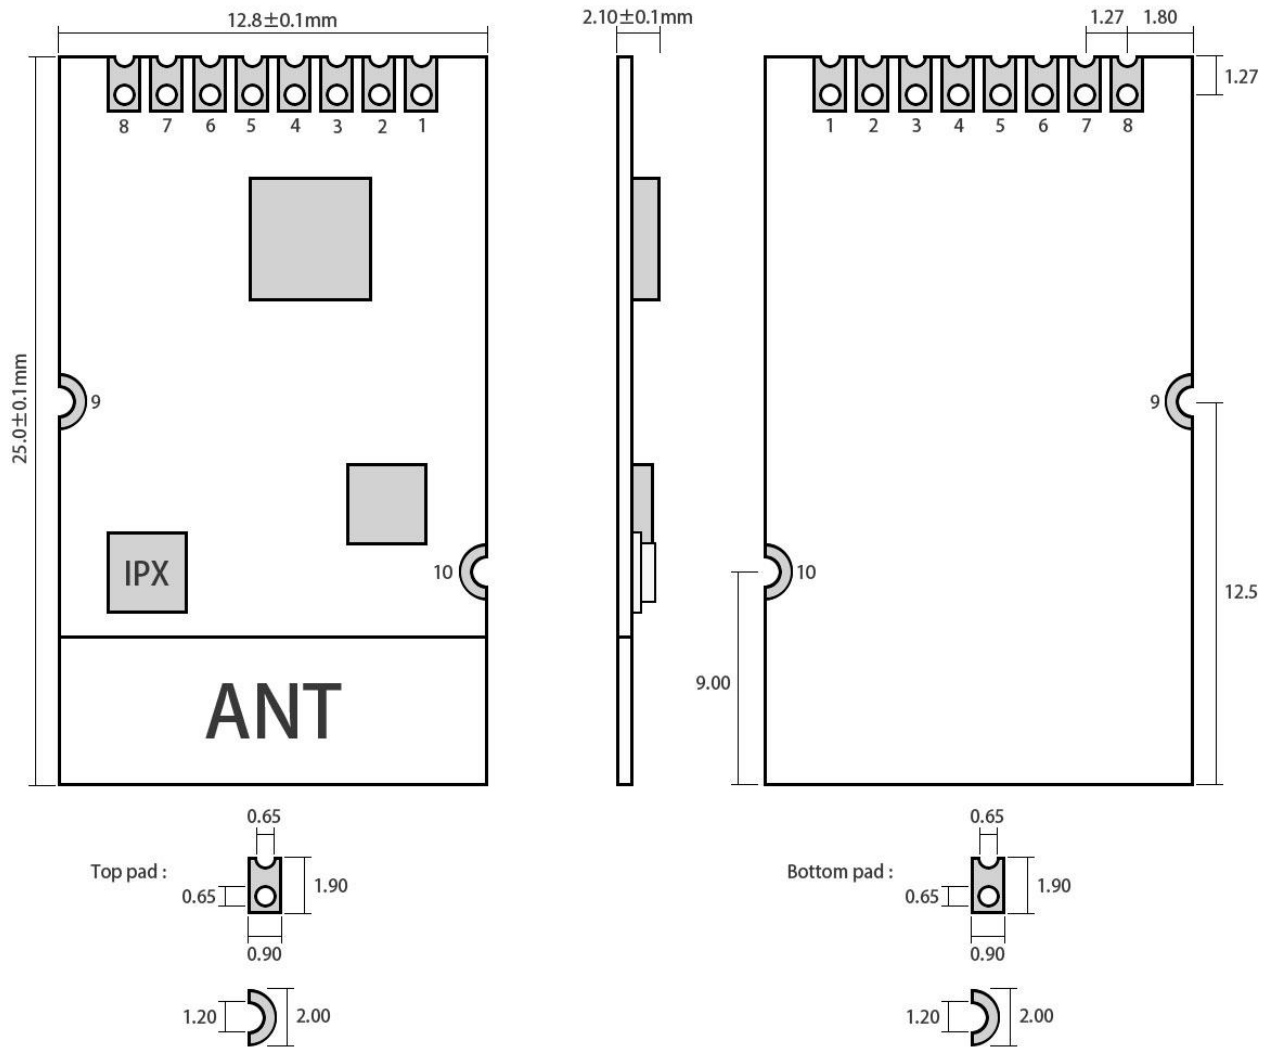 12.8±0.1mm
2.10±0.1mm
1.27 1.80
1.27
8 7 6 5 4 3 2 1
1 2 3 4 5 6 7 8
25.0±0.1mm
9
9
IPX
10
10
12.5
9.00
ANT
0.65
0.65
Top pad :
1.90
0.65
0.90
Bottom pad :
1.90
0.65
0.90
1.20
2.00
1.20
2.00